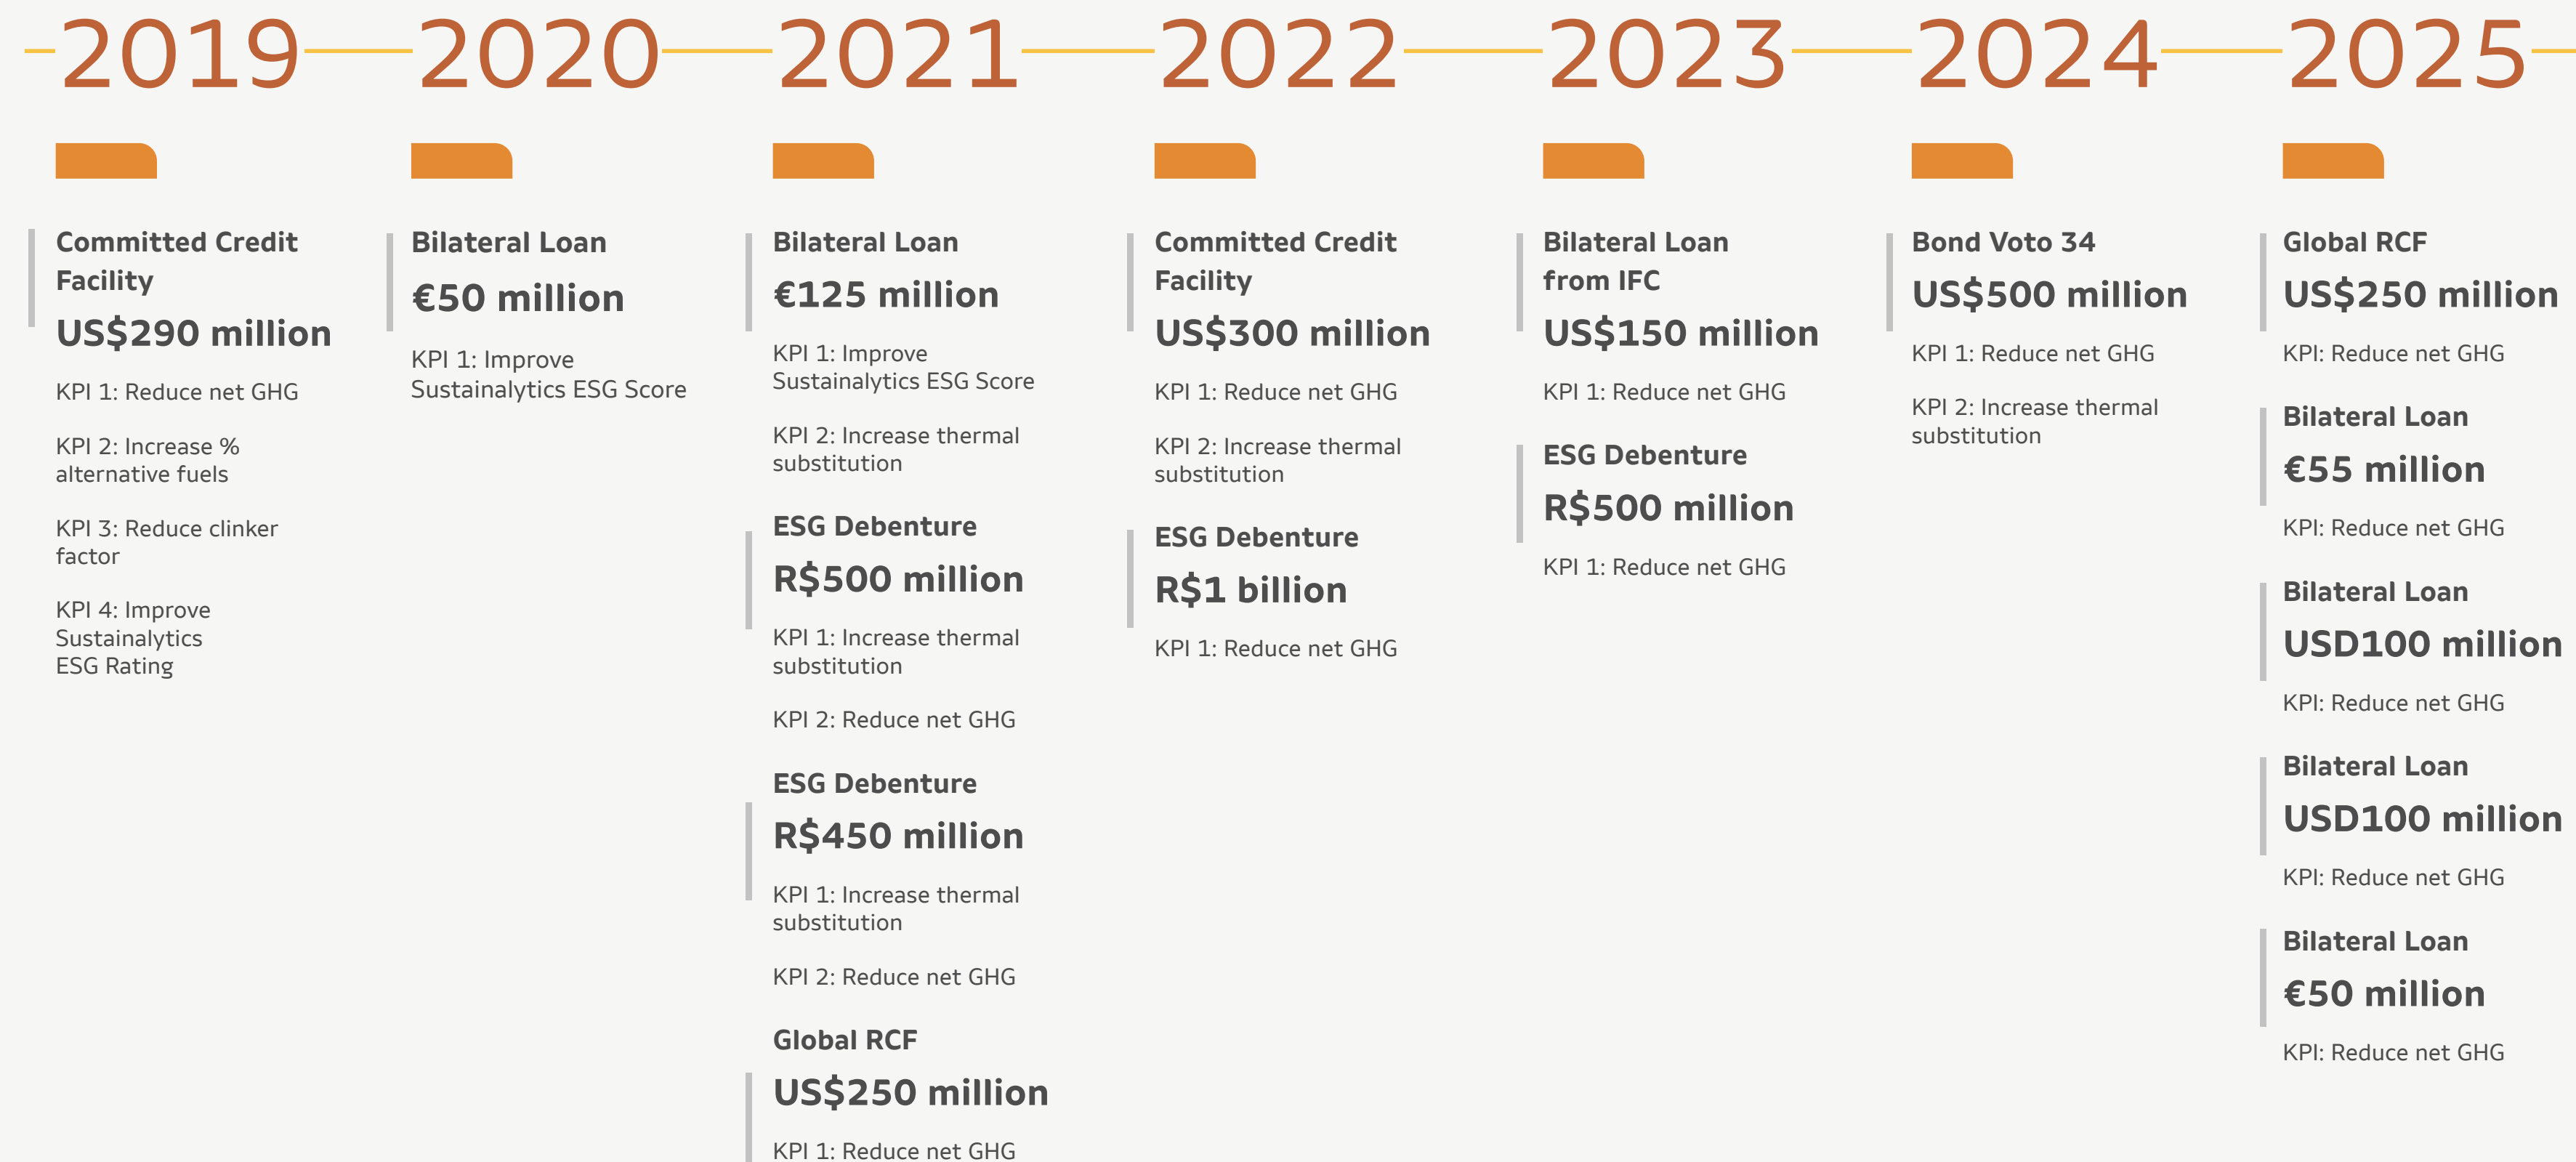 2019
Committed Credit
Facility
US$290 million
KPI 1: Reduce net GHG
KPI 2: Increase %
alternative fuels
KPI 3: Reduce clinker
factor
KPI 4: Improve
Sustainalytics
ESG Rating
2020
Bilateral Loan
€50 million
KPI 1: Improve
Sustainalytics ESG Score
2021
Bilateral Loan
€125 million
KPI 1: Improve
Sustainalytics ESG Score
KPI 2: Increase thermal
substitution
ESG Debenture
R$500 million
KPI 1: Increase thermal
substitution
KPI 2: Reduce net GHG
ESG Debenture
R$450 million
KPI 1: Increase thermal
substitution
KPI 2: Reduce net GHG
Global RCF
US$250 million
KPI 1: Reduce net GHG
2022
Committed Credit
Facility
US$300 million
KPI 1: Reduce net GHG
KPI 2: Increase thermal
substitution
ESG Debenture
R$1 billion
KPI 1: Reduce net GHG
2023
Bilateral Loan
from IFC
US$150 million
KPI 1: Reduce net GHG
ESG Debenture
R$500 million
KPI 1: Reduce net GHG
2024
Bond Voto 34
US$500 million
KPI 1: Reduce net GHG
KPI 2: Increase thermal
substitution
2025
Global RCF
US$250 million
KPI: Reduce net GHG
Bilateral Loan
€55 million
KPI: Reduce net GHG
Bilateral Loan
USD100 million
KPI: Reduce net GHG
Bilateral Loan
USD100 million
KPI: Reduce net GHG
Bilateral Loan
€50 million
KPI: Reduce net GHG